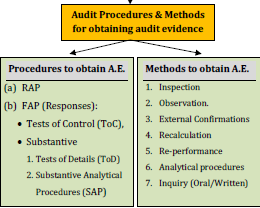 Audit Procedures & Methods
for obtaining audit evidence
Procedures to obtain A.E.
(a) RAP
(b) FAP (Responses):
• Tests of Control (ToC),
• Substantive
1. Tests of Details (ToD)
2. Substantive Analytical
Procedures (SAP)
Methods to obtain A.E.
1. Inspection
2. Observation.
3. External Confirmations
4. Recalculation
5. Re-performance
6. Analytical procedures
7. Inquiry (Oral/Written)